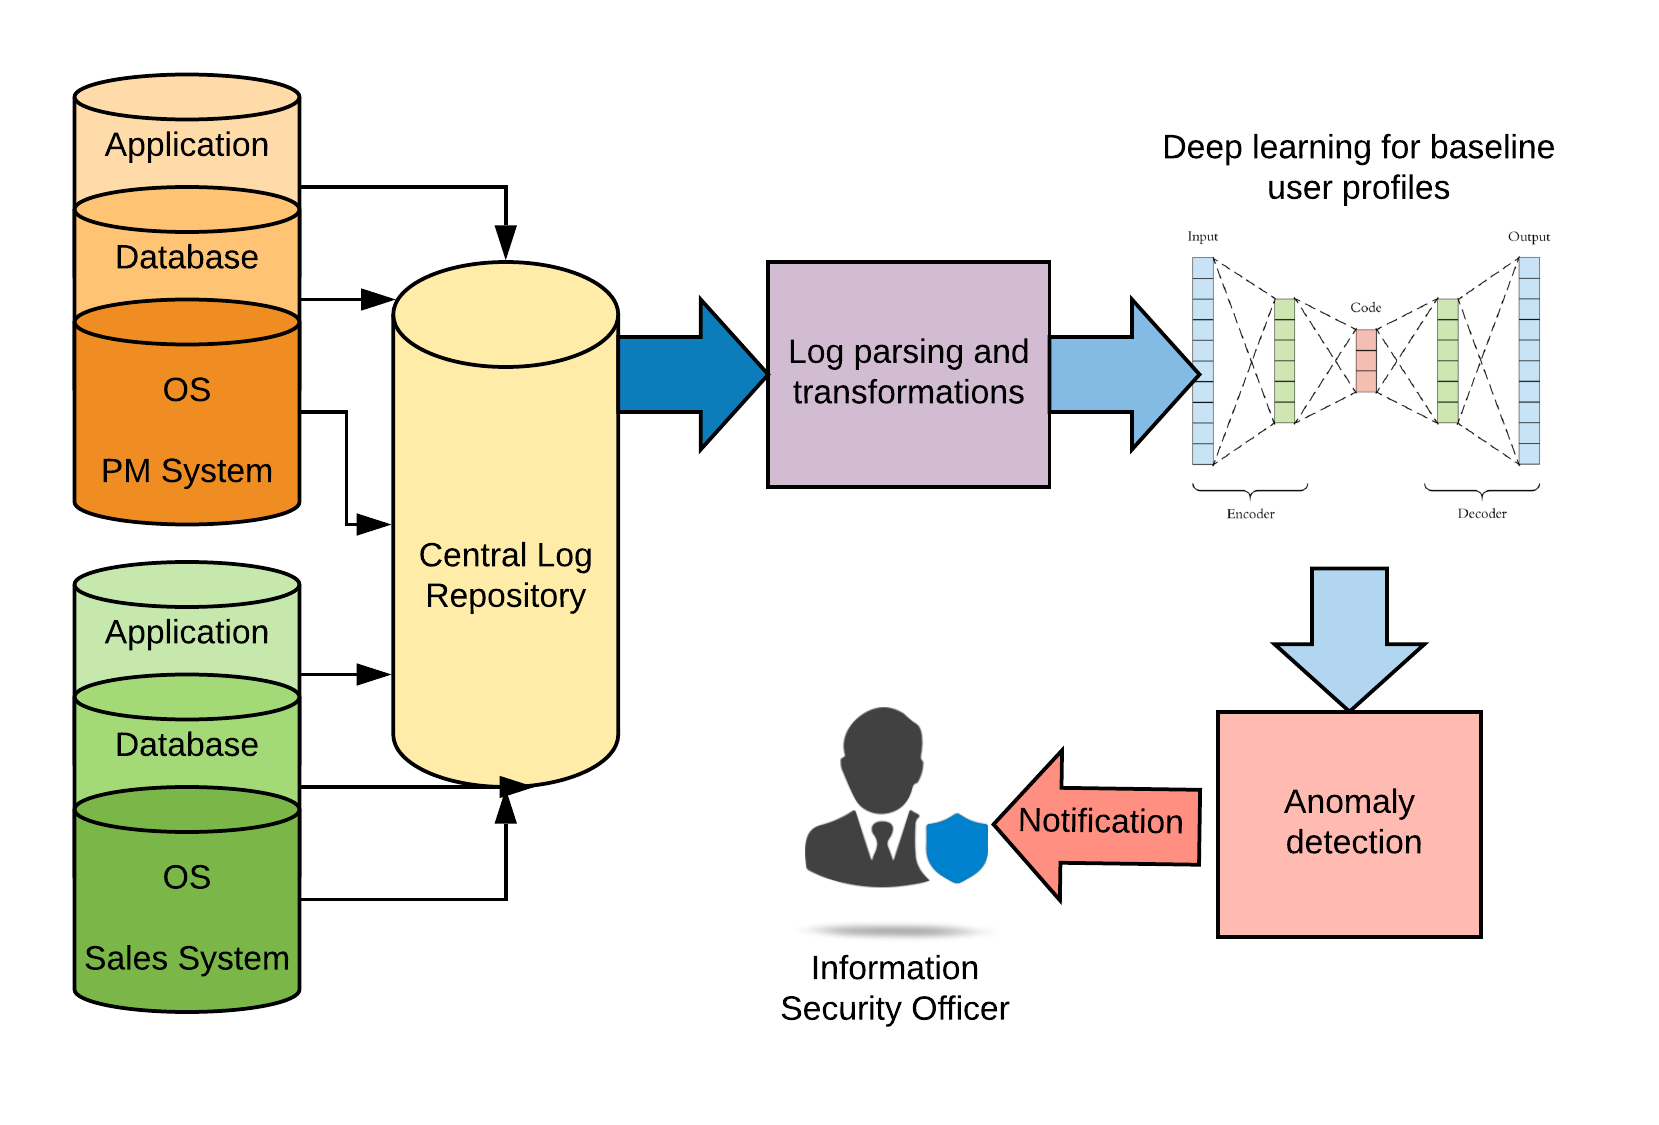 Application
Database
OS
PM System
Application
Database
OS
Sales System
Central Log
Repository
Log parsing and
transformations
Deep learning for baseline
user profiles
Input
Output
Code
Encoder
Decoder
Anomaly
detection
Notification
Information
Security Officer